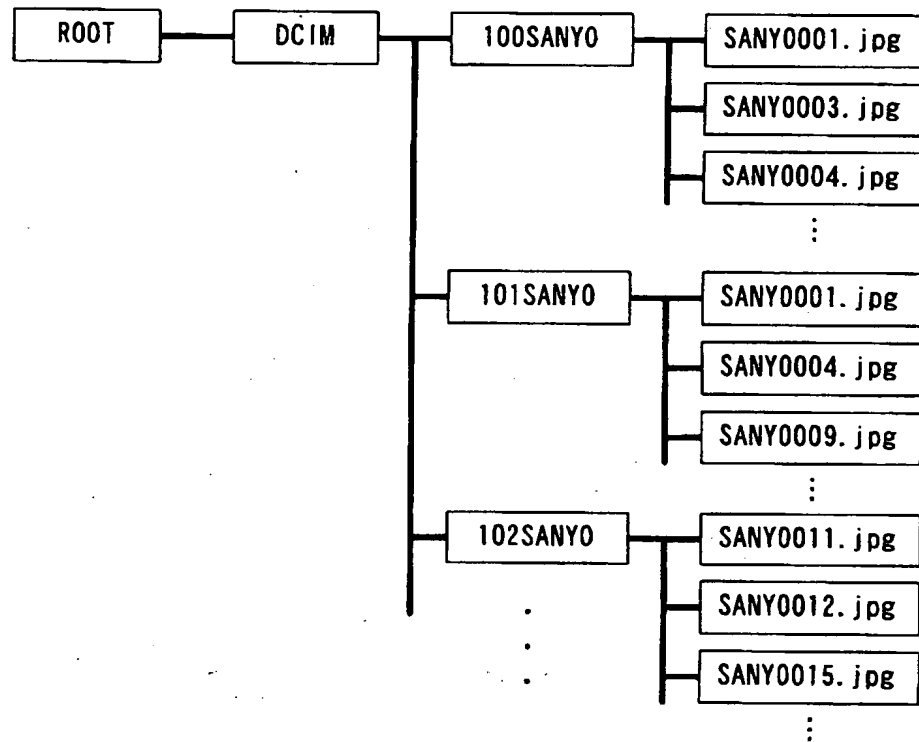 ROOT
DCIM
100SANYO
SANY0001.jpg
SANY0003.jpg
SANY0004.jpg
101SANYO
SANY0001.jpg
SANY0004.jpg
SANY0009.jpg
102SANYO
SANY0011.jpg
SANY0012.jpg
SANY0015.jpg